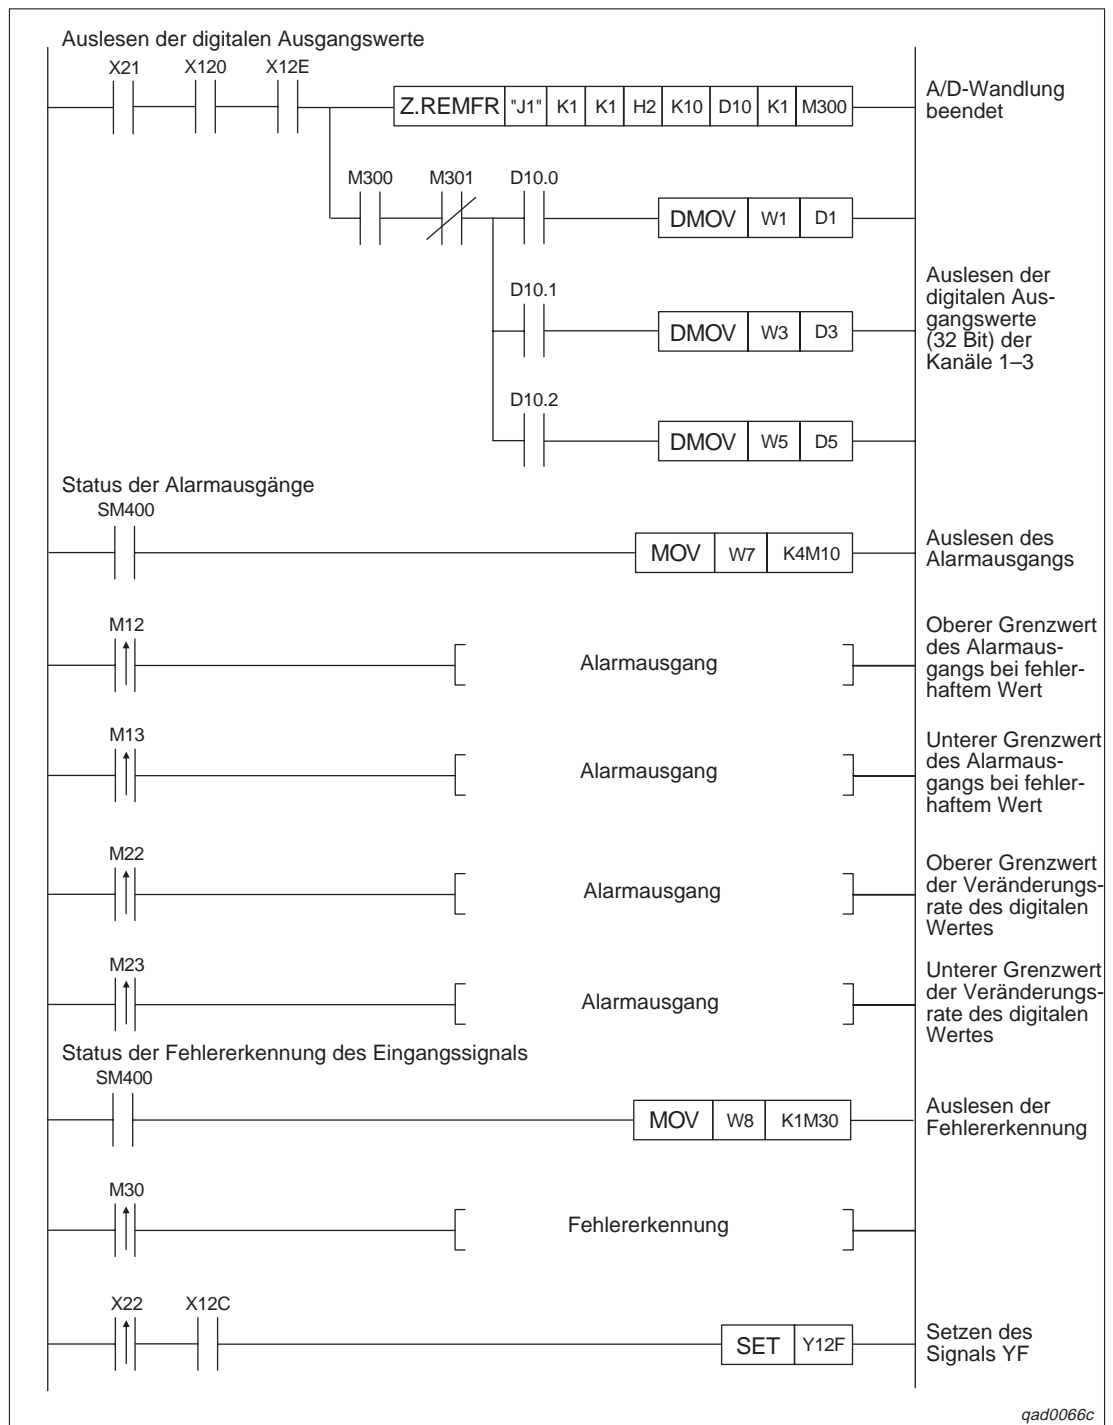 Auslesen der digitalen Ausgangswerte
X21 X120 X12E
Z.REMFR "J1" K1 K1 H2 K10 D10 K1 M300
A/D-Wandlung
beendet
M300 M301 D10.0
DMOV W1 D1
D10.1
DMOV W3 D3
Auslesen der
digitalen Aus-
gangswerte
(32 Bit) der
Kanäle 1–3
D10.2
DMOV W5 D5
Status der Alarmausgänge
SM400
MOV W7 K4M10
Auslesen des
Alarmausgangs
M12
Alarmausgang
Oberer Grenzwert
des Alarmaus-
gangs bei fehler-
haftem Wert
M13
Alarmausgang
Unterer Grenzwert
des Alarmaus-
gangs bei fehler-
haftem Wert
M22
Alarmausgang
Oberer Grenzwert
der Veränderungs-
rate des digitalen
Wertes
M23
Alarmausgang
Unterer Grenzwert
der Veränderungs-
rate des digitalen
Wertes
Status der Fehlererkennung des Eingangssignals
SM400
MOV W8 K1M30
Auslesen der
Fehlererkennung
M30
Fehlererkennung
X22 X12C
SET Y12F
Setzen des
Signals YF
qad0066c